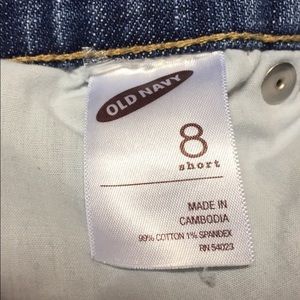 OLD NAVY
8
short
MADE IN
CAMBODIA
99% COTTON 1% SPANDEX
RN 54023